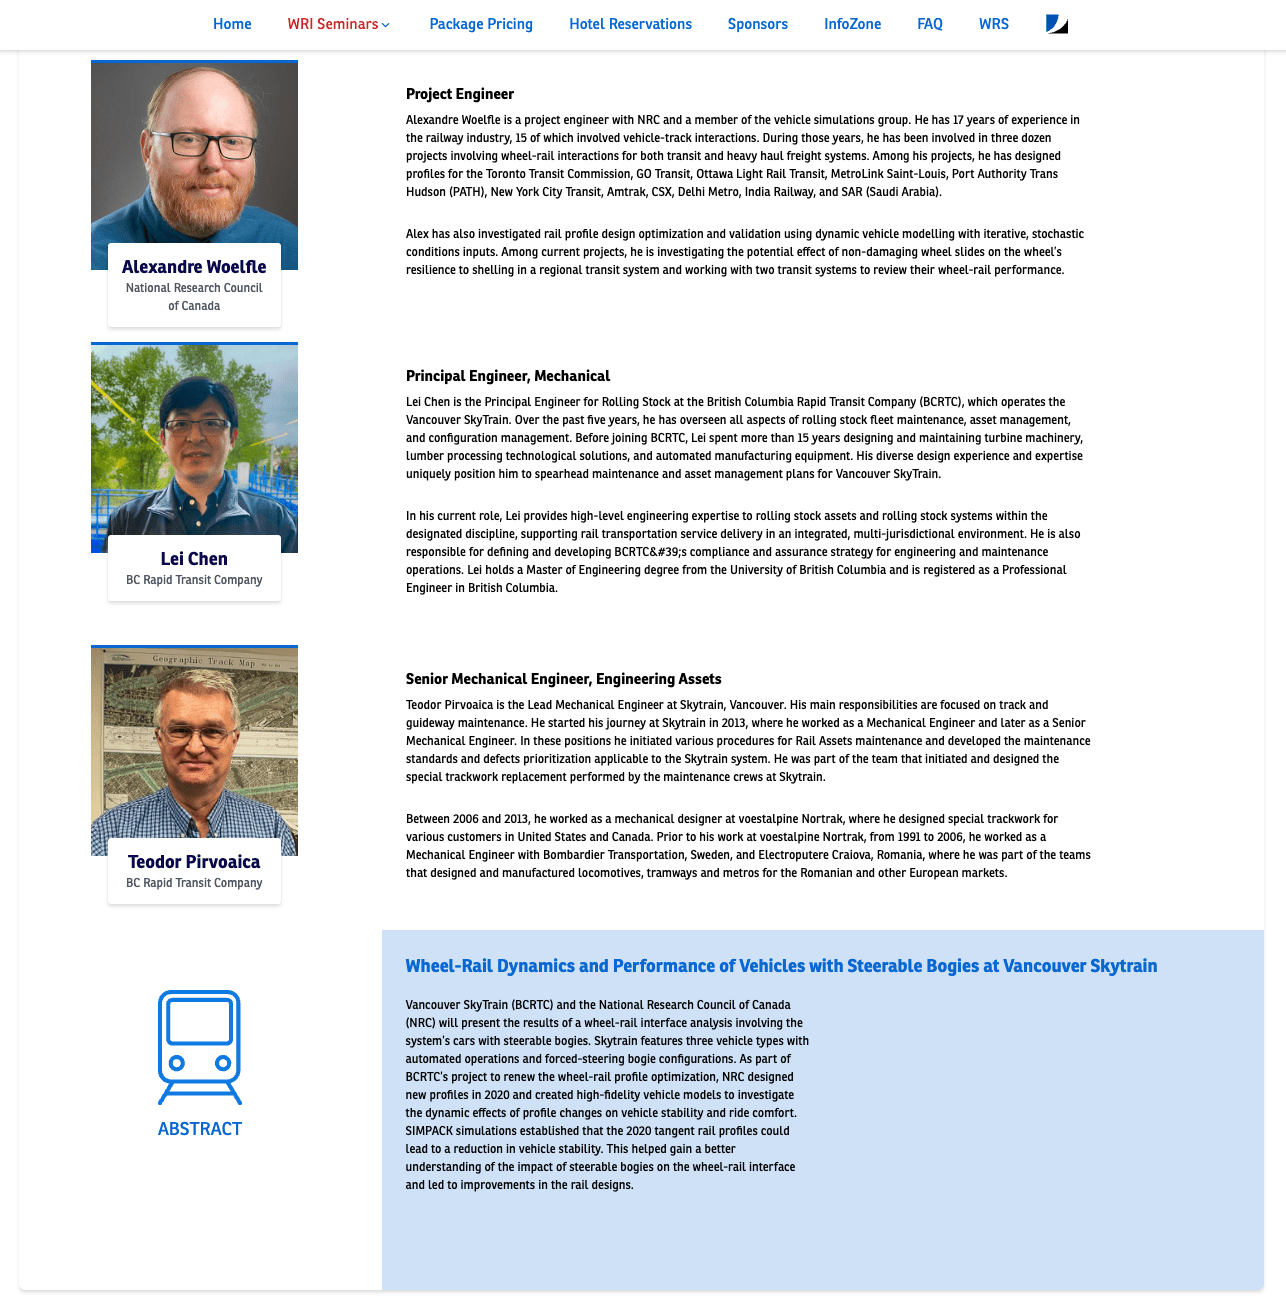 Home WRI Seminars Package Pricing Hotel Reservations Sponsors InfoZone FAQ WRS
Alexandre Woelfle
National Research Council
of Canada
Project Engineer
Alexandre Woelfle is a project engineer with NRC and a member of the vehicle simulations group. He has 17 years of experience in
the railway industry, 15 of which involved vehicle-track interactions. During those years, he has been involved in three dozen
projects involving wheel-rail interactions for both transit and heavy haul freight systems. Among his projects, he has designed
profiles for the Toronto Transit Commission, GO Transit, Ottawa Light Rail Transit, MetroLink Saint-Louis, Port Authority Trans
Hudson (PATH), New York City Transit, Amtrak, CSX, Delhi Metro, India Railway, and SAR (Saudi Arabia).
Alex has also investigated rail profile design optimization and validation using dynamic vehicle modelling with iterative, stochastic
conditions inputs. Among current projects, he is investigating the potential effect of non-damaging wheel slides on the wheel's
resilience to shelling in a regional transit system and working with two transit systems to review their wheel-rail performance.
Lei Chen
BC Rapid Transit Company
Principal Engineer, Mechanical
Lei Chen is the Principal Engineer for Rolling Stock at the British Columbia Rapid Transit Company (BCRTC), which operates the
Vancouver SkyTrain. Over the past five years, he has overseen all aspects of rolling stock fleet maintenance, asset management,
and configuration management. Before joining BCRTC, Lei spent more than 15 years designing and maintaining turbine machinery,
lumber processing technological solutions, and automated manufacturing equipment. His diverse design experience and expertise
uniquely position him to spearhead maintenance and asset management plans for Vancouver SkyTrain.
In his current role, Lei provides high-level engineering expertise to rolling stock assets and rolling stock systems within the
designated discipline, supporting rail transportation service delivery in an integrated, multi-jurisdictional environment. He is also
responsible for defining and developing BCRTC&#39;s compliance and assurance strategy for engineering and maintenance
operations. Lei holds a Master of Engineering degree from the University of British Columbia and is registered as a Professional
Engineer in British Columbia.
Geographic Track Map
Teodor Pirvoaica
BC Rapid Transit Company
Senior Mechanical Engineer, Engineering Assets
Teodor Pirvoaica is the Lead Mechanical Engineer at Skytrain, Vancouver. His main responsibilities are focused on track and
guideway maintenance. He started his journey at Skytrain in 2013, where he worked as a Mechanical Engineer and later as a Senior
Mechanical Engineer. In these positions he initiated various procedures for Rail Assets maintenance and developed the maintenance
standards and defects prioritization applicable to the Skytrain system. He was part of the team that initiated and designed the
special trackwork replacement performed by the maintenance crews at Skytrain.
Between 2006 and 2013, he worked as a mechanical designer at voestalpine Nortrak, where he designed special trackwork for
various customers in United States and Canada. Prior to his work at voestalpine Nortrak, from 1991 to 2006, he worked as a
Mechanical Engineer with Bombardier Transportation, Sweden, and Electroputere Craiova, Romania, where he was part of the teams
that designed and manufactured locomotives, tramways and metros for the Romanian and other European markets.
ABSTRACT
Wheel-Rail Dynamics and Performance of Vehicles with Steerable Bogies at Vancouver Skytrain
Vancouver SkyTrain (BCRTC) and the National Research Council of Canada
(NRC) will present the results of a wheel-rail interface analysis involving the
system's cars with steerable bogies. Skytrain features three vehicle types with
automated operations and forced-steering bogie configurations. As part of
BCRTC's project to renew the wheel-rail profile optimization, NRC designed
new profiles in 2020 and created high-fidelity vehicle models to investigate
the dynamic effects of profile changes on vehicle stability and ride comfort.
SIMPACK simulations established that the 2020 tangent rail profiles could
lead to a reduction in vehicle stability. This helped gain a better
understanding of the impact of steerable bogies on the wheel-rail interface
and led to improvements in the rail designs.